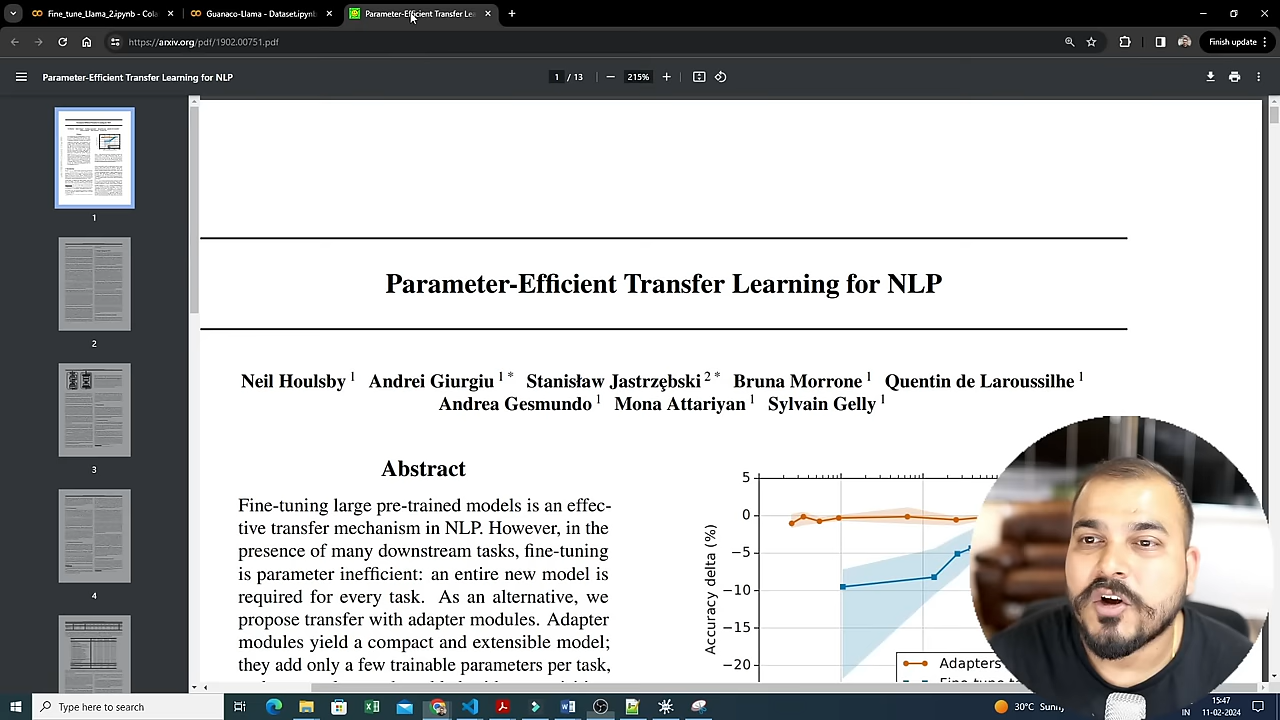 Fine_tune_Llama_2.ipynb - Cola
Guanaco-Llama - Dataset.ipynb
Parameter-Efficient Transfer Le
https://arxiv.org/pdf/1902.00751.pdf
Finish update
Parameter-Efficient Transfer Learning for NLP
1 / 13
215%
1
2
3
4
Parameter-Efficient Transfer Learning for NLP
Neil Houlsby 1 Andrei Giurgiu 1 * Stanisław Jastrzȩbski 2 * Bruna Morrone 1 Quentin de Laroussilhe 1
Andrea Gesmundo 1 Mona Attariyan 1 Sylvain Gelly 1
Abstract
Fine-tuning large pre-trained models is an effec-
tive transfer mechanism in NLP. However, in the
presence of many downstream tasks, fine-tuning
is parameter inefficient: an entire new model is
required for every task. As an alternative, we
propose transfer with adapter modules. Adapter
modules yield a compact and extensible model;
they add only a few trainable parameters per task,
Accuracy delta (%)
5
0
−5
−10
−15
−20
Adapters
Type here to search
30°C Sunny
IN
15:47
11-02-2024